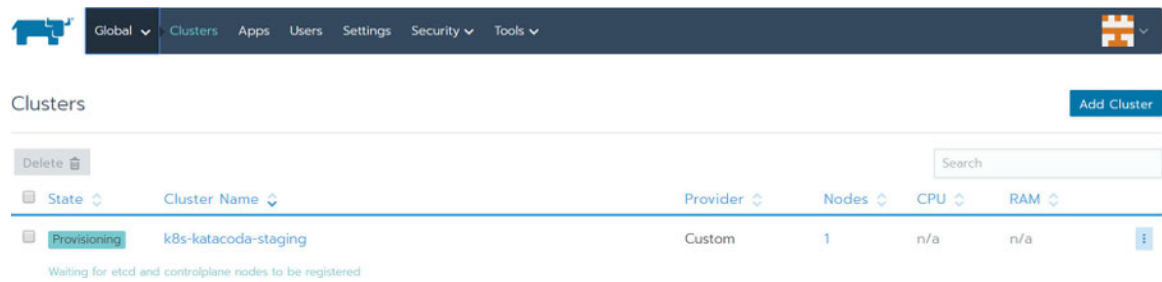 Global Clusters Apps Users Settings Security Tools
Clusters
Add Cluster
Delete
Search
State Cluster Name Provider Nodes CPU RAM
Provisioning k8s-katacoda-staging Custom 1 n/a n/a
Waiting for etcd and controlplane nodes to be registered